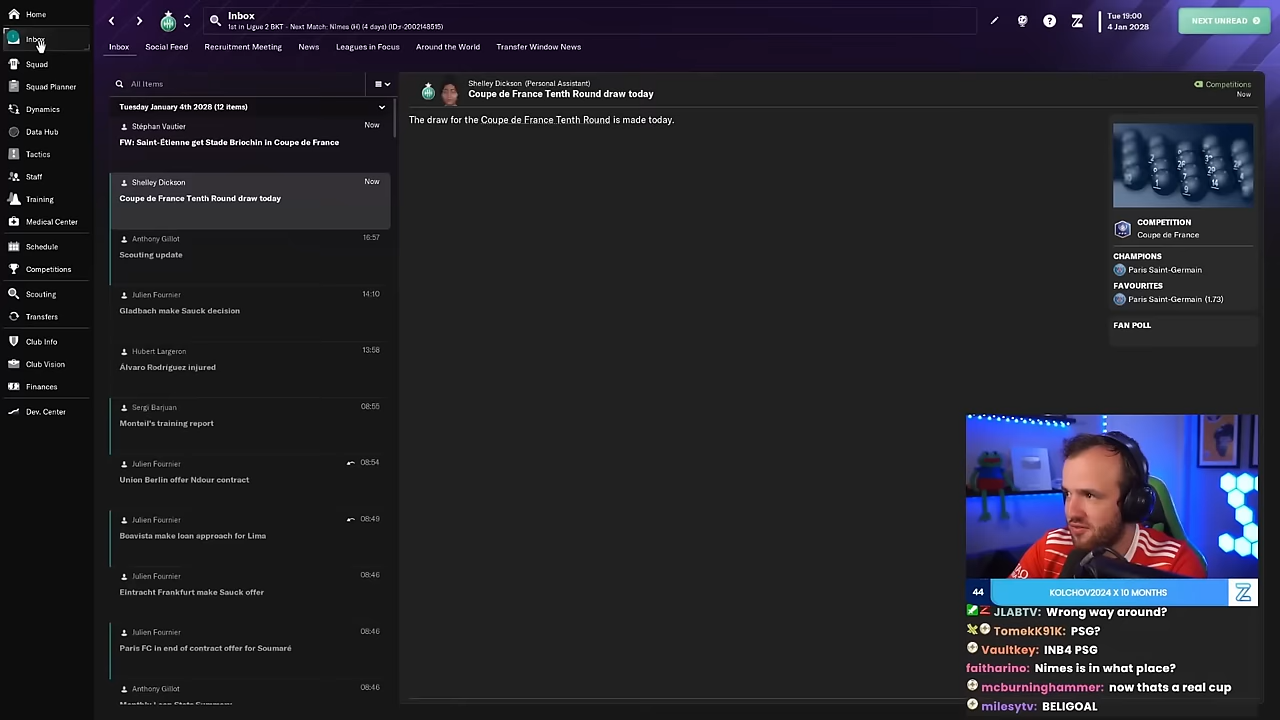 Home
Inbox
Squad
Squad Planner
Dynamics
Data Hub
Tactics
Staff
Training
Medical Center
Schedule
Competitions
Scouting
Transfers
Club Info
Club Vision
Finances
Dev. Center
Inbox
1st in Ligue 2 BKT - Next Match: Nîmes (H) (4 days) (ID:r-2002148515)
Z
Tue 19:00
4 Jan 2028
NEXT UNREAD
Inbox
Social Feed
Recruitment Meeting
News
Leagues in Focus
Around the World
Transfer Window News
All Items
Tuesday January 4th 2028 (12 items)
Stéphan Vautier
Now
FW: Saint-Étienne get Stade Briochin in Coupe de France
Shelley Dickson
Now
Coupe de France Tenth Round draw today
Anthony Gillot
16:57
Scouting update
Julien Fournier
14:10
Gladbach make Sauck decision
Hubert Largeron
13:58
Álvaro Rodríguez injured
Sergi Barjuan
08:55
Monteil's training report
Julien Fournier
08:54
Union Berlin offer Ndour contract
Julien Fournier
08:49
Boavista make loan approach for Lima
Julien Fournier
08:46
Eintracht Frankfurt make Sauck offer
Julien Fournier
08:46
Paris FC in end of contract offer for Soumaré
Anthony Gillot
08:46
Shelley Dickson (Personal Assistant)
Coupe de France Tenth Round draw today
Competitions
Now
The draw for the Coupe de France Tenth Round is made today.
COMPETITION
Coupe de France
CHAMPIONS
Paris Saint-Germain
FAVOURITES
Paris Saint-Germain (1.73)
FAN POLL
44
KOLCHOV2024 X 10 MONTHS
Z
JLABTV: Wrong way around?
TomekK91K: PSG?
Vaultkey: INB4 PSG
faitharino: Nimes is in what place?
mcburninghammer: now thats a real cup
milesytv: BELIGOAL